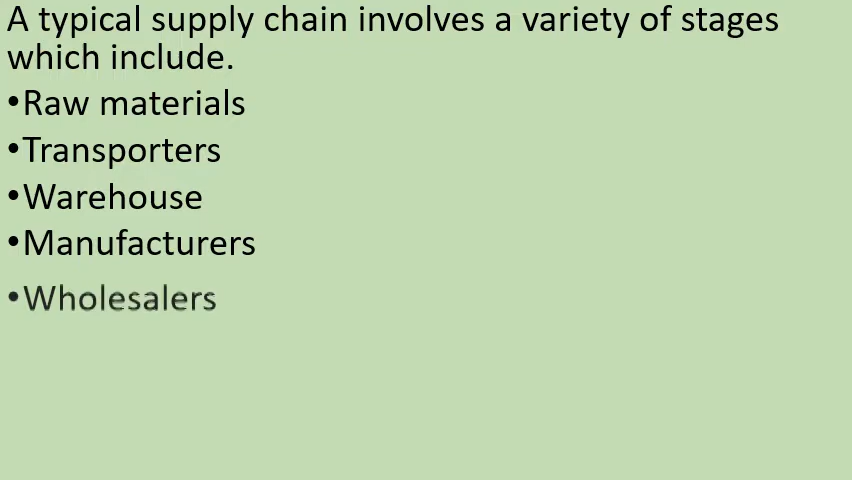 A typical supply chain involves a variety of stages
which include.
•Raw materials
•Transporters
•Warehouse
•Manufacturers
•Wholesalers